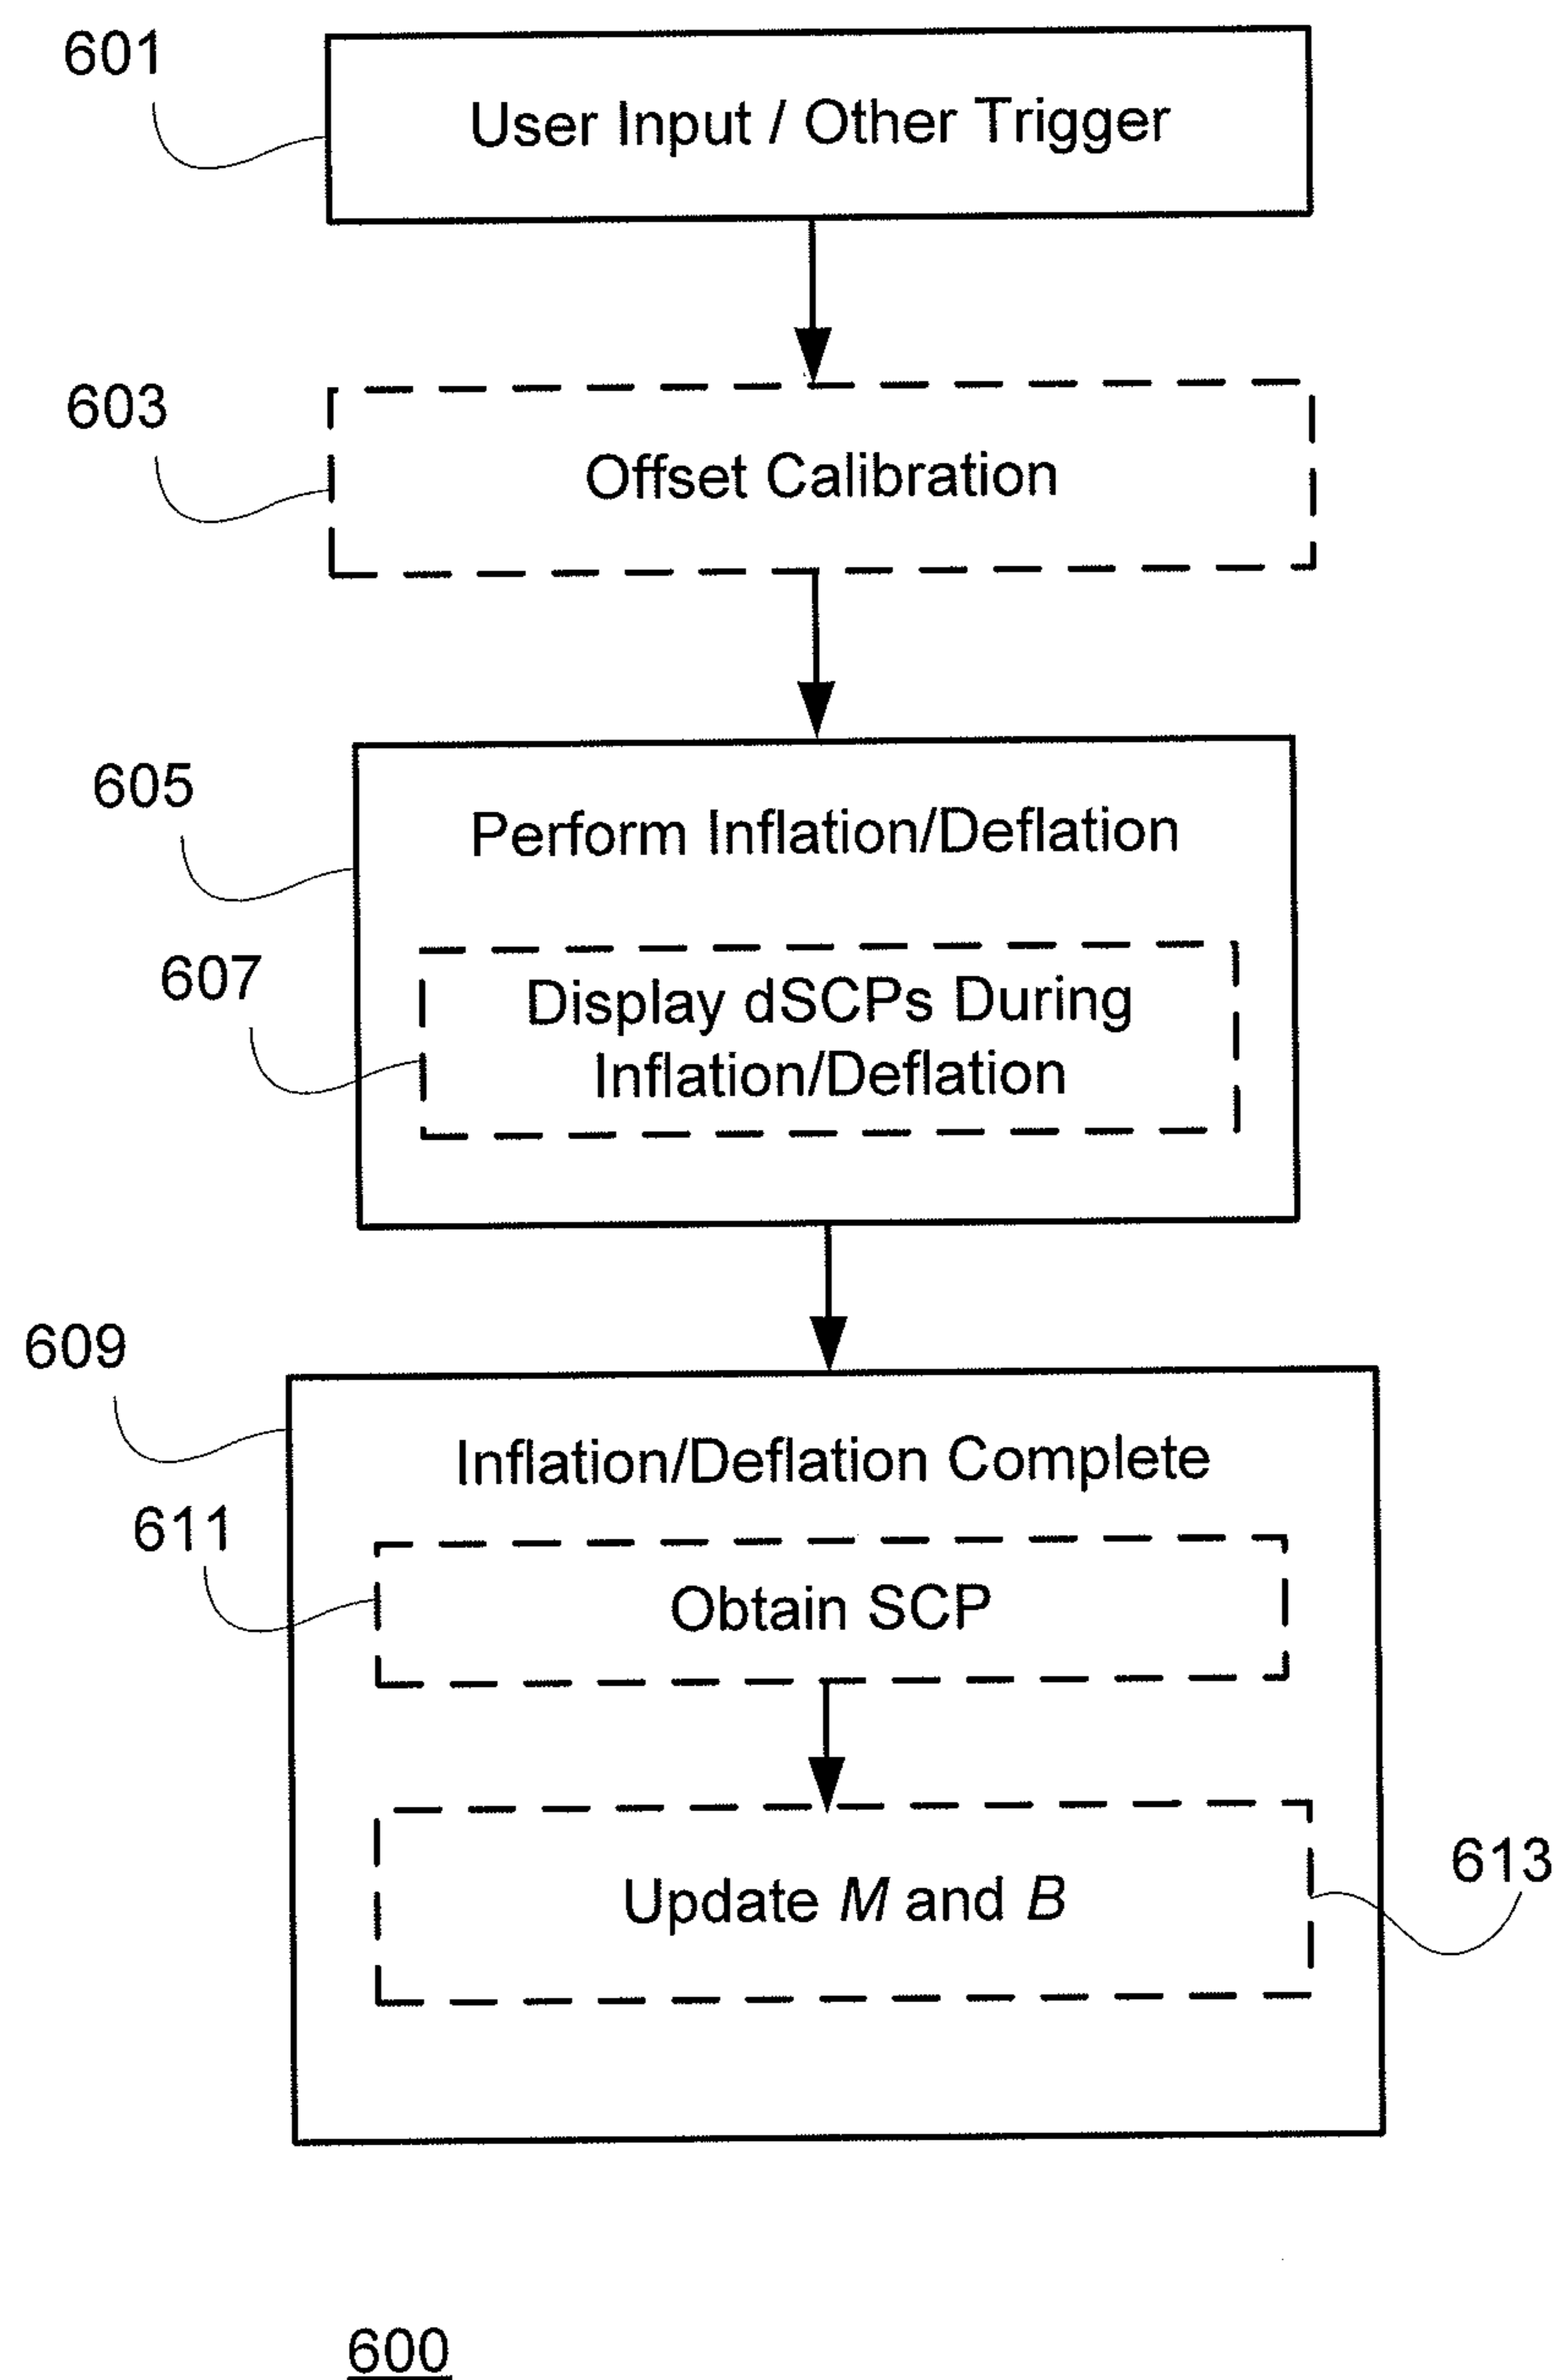 601
User Input / Other Trigger
603
Offset Calibration
605
Perform Inflation/Deflation
607
Display dSCPs During
Inflation/Deflation
609
Inflation/Deflation Complete
611
Obtain SCP
613
Update M and B
600